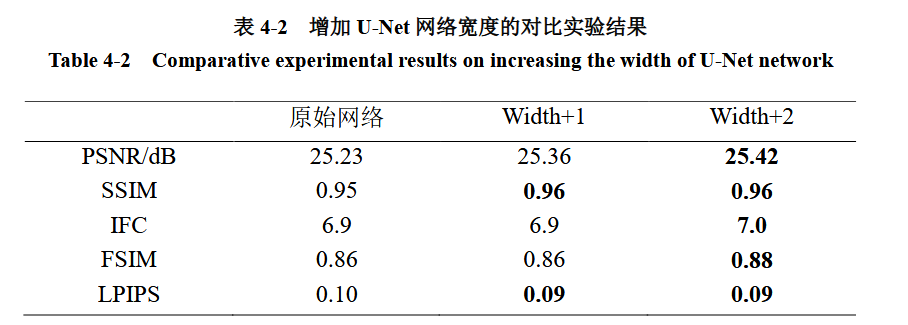 表 4-2 增加 U-Net 网络宽度的对比实验结果
Table 4-2 Comparative experimental results on increasing the width of U-Net network
原始网络 Width+1 Width+2
PSNR/dB 25.23 25.36 25.42
SSIM 0.95 0.96 0.96
IFC 6.9 6.9 7.0
FSIM 0.86 0.86 0.88
LPIPS 0.10 0.09 0.09